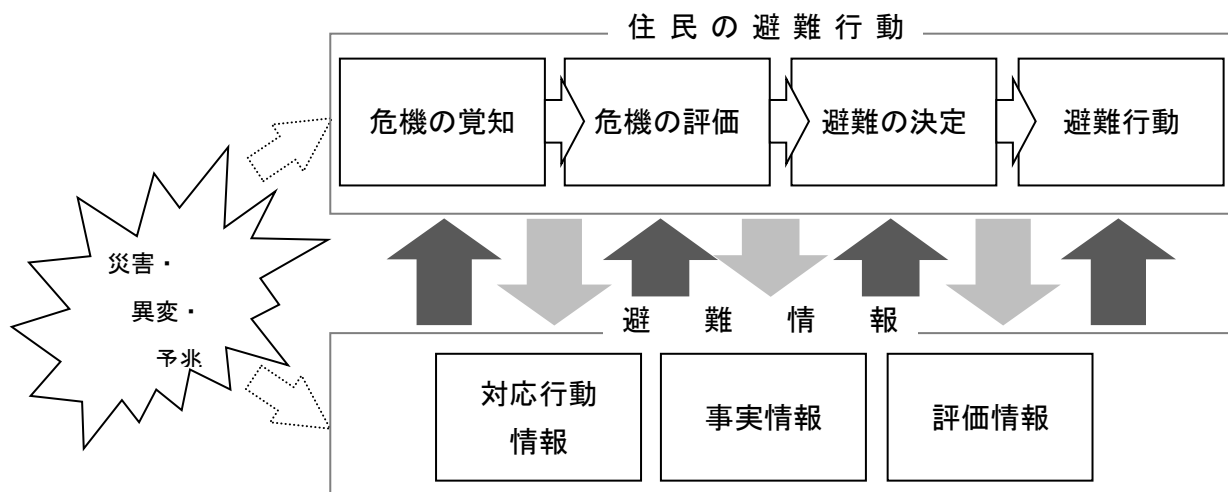 住民の避難行動
危機の覚知
危機の評価
避難の決定
避難行動
災害・
異変・
予兆
避難情報
対応行動
情報
事実情報
評価情報